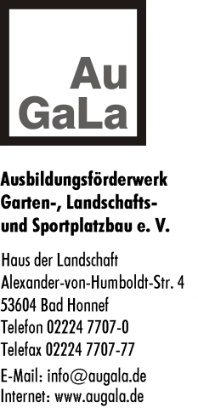 Au
GaLa
Ausbildungsförderwerk
Garten-, Landschafts-
und Sportplatzbau e. V.
Haus der Landschaft
Alexander-von-Humboldt-Str. 4
53604 Bad Honnef
Telefon 02224 7707-0
Telefax 02224 7707-77
E-Mail: info@augala.de
Internet: www.augala.de